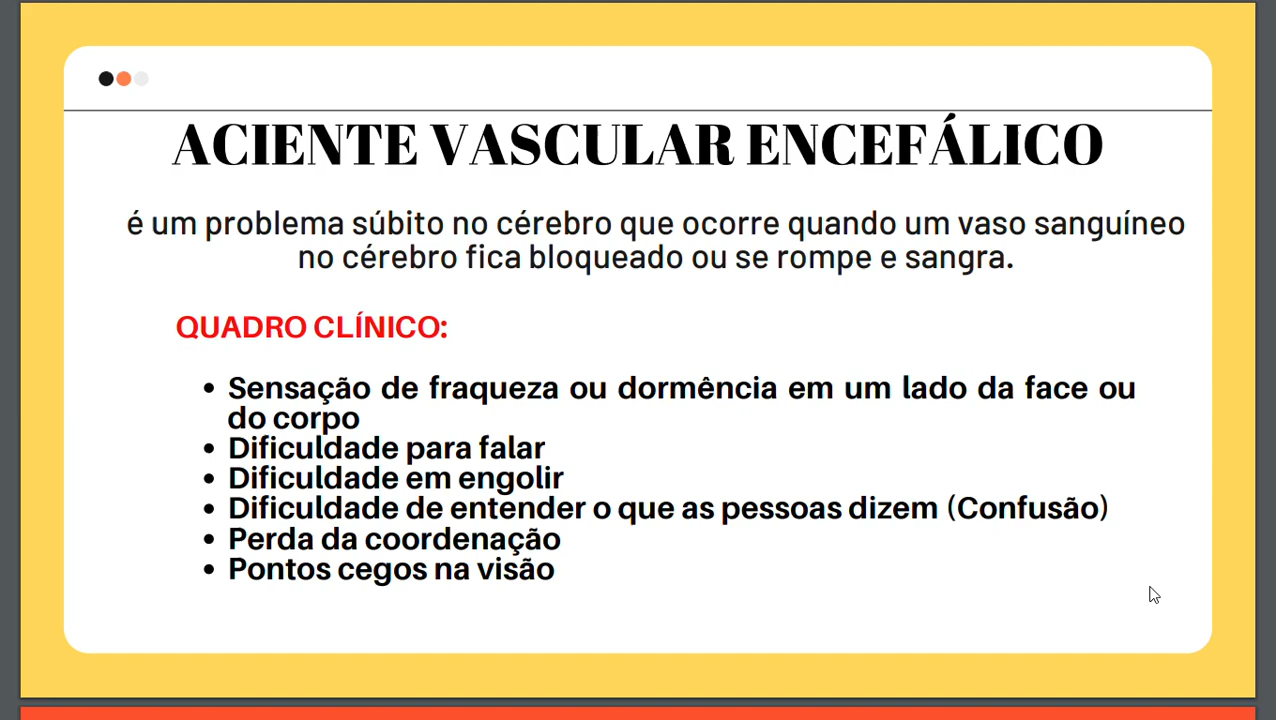 ACIENTE VASCULAR ENCEFÁLICO
é um problema súbito no cérebro que ocorre quando um vaso sanguíneo
no cérebro fica bloqueado ou se rompe e sangra.
QUADRO CLÍNICO:
• Sensação de fraqueza ou dormência em um lado da face ou
do corpo
• Dificuldade para falar
• Dificuldade em engolir
• Dificuldade de entender o que as pessoas dizem (Confusão)
• Perda da coordenação
• Pontos cegos na visão